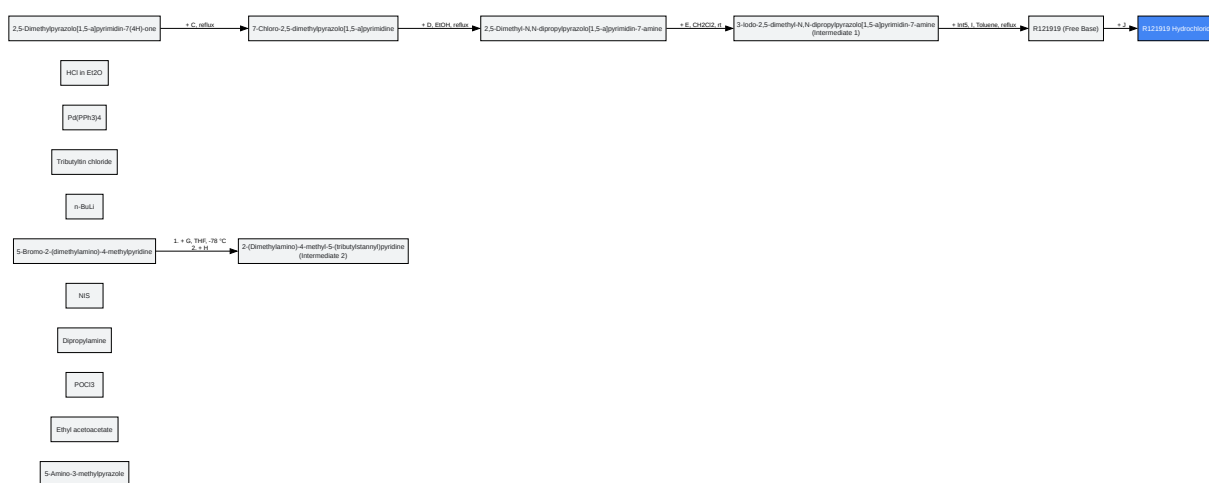 2,5-Dimethylpyrazolo[1,5-a]pyrimidin-7(4H)-one
+ C, reflux
7-Chloro-2,5-dimethylpyrazolo[1,5-a]pyrimidine
+ D, EtOH, reflux
2,5-Dimethyl-N,N-dipropylpyrazolo[1,5-a]pyrimidin-7-amine
+ E, CH2Cl2, rt
3-Iodo-2,5-dimethyl-N,N-dipropylpyrazolo[1,5-a]pyrimidin-7-amine
(Intermediate 1)
+ Int5, I, Toluene, reflux
R121919 (Free Base)
+ J
R121919 Hydrochlorid
HCl in Et2O
Pd(PPh3)4
Tributyltin chloride
n-BuLi
5-Bromo-2-(dimethylamino)-4-methylpyridine
1. + G, THF, -78 °C
2. + H
2-(Dimethylamino)-4-methyl-5-(tributylstannyl)pyridine
(Intermediate 2)
NIS
Dipropylamine
POCl3
Ethyl acetoacetate
5-Amino-3-methylpyrazole